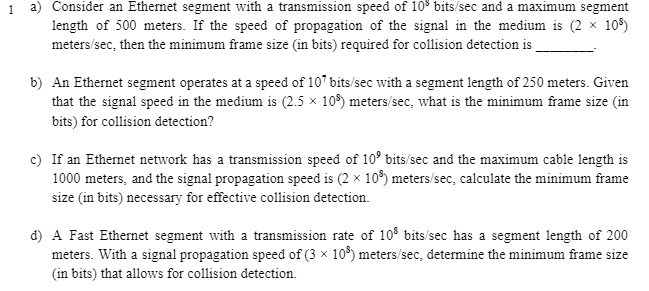 1 a) Consider an Ethernet segment with a transmission speed of 10⁸ bits/sec and a maximum segment
length of 500 meters. If the speed of propagation of the signal in the medium is (2 × 10⁸)
meters/sec, then the minimum frame size (in bits) required for collision detection is ________.
b) An Ethernet segment operates at a speed of 10⁷ bits/sec with a segment length of 250 meters. Given
that the signal speed in the medium is (2.5 × 10⁸) meters/sec, what is the minimum frame size (in
bits) for collision detection?
c) If an Ethernet network has a transmission speed of 10⁹ bits/sec and the maximum cable length is
1000 meters, and the signal propagation speed is (2 × 10⁸) meters/sec, calculate the minimum frame
size (in bits) necessary for effective collision detection.
d) A Fast Ethernet segment with a transmission rate of 10⁸ bits/sec has a segment length of 200
meters. With a signal propagation speed of (3 × 10⁸) meters/sec, determine the minimum frame size
(in bits) that allows for collision detection.